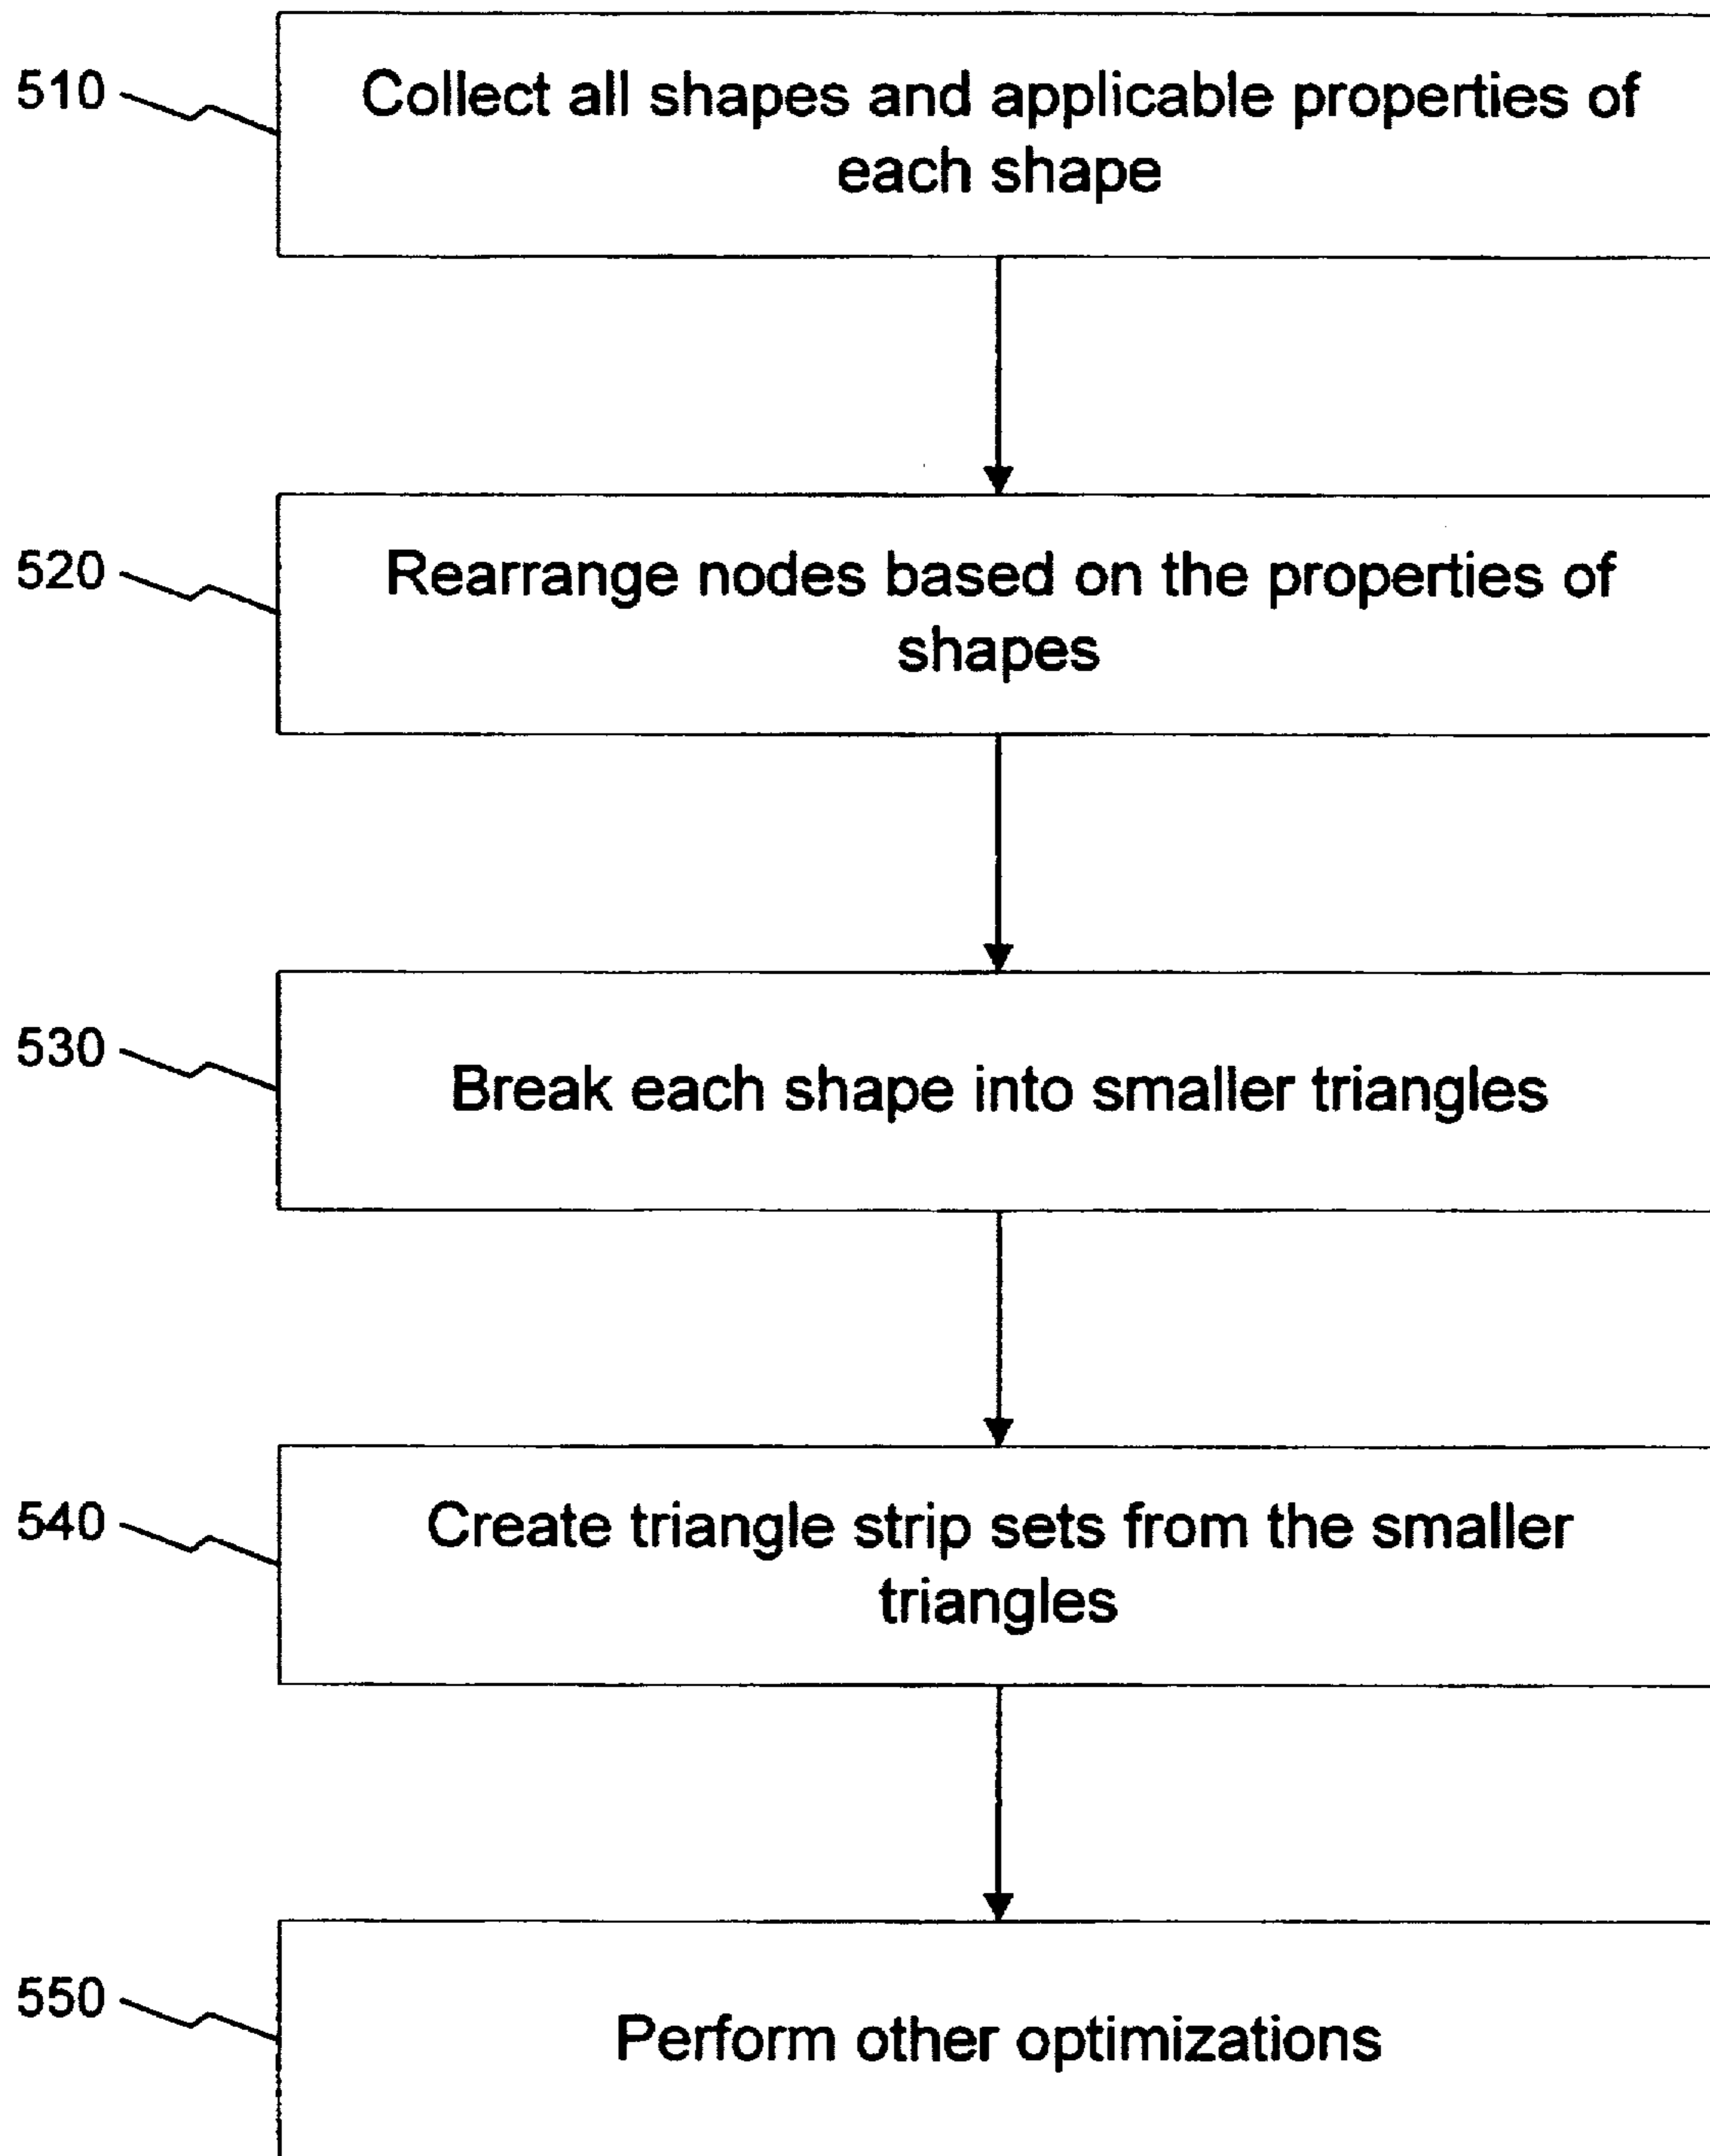 510
Collect all shapes and applicable properties of
each shape
520
Rearrange nodes based on the properties of
shapes
530
Break each shape into smaller triangles
540
Create triangle strip sets from the smaller
triangles
550
Perform other optimizations